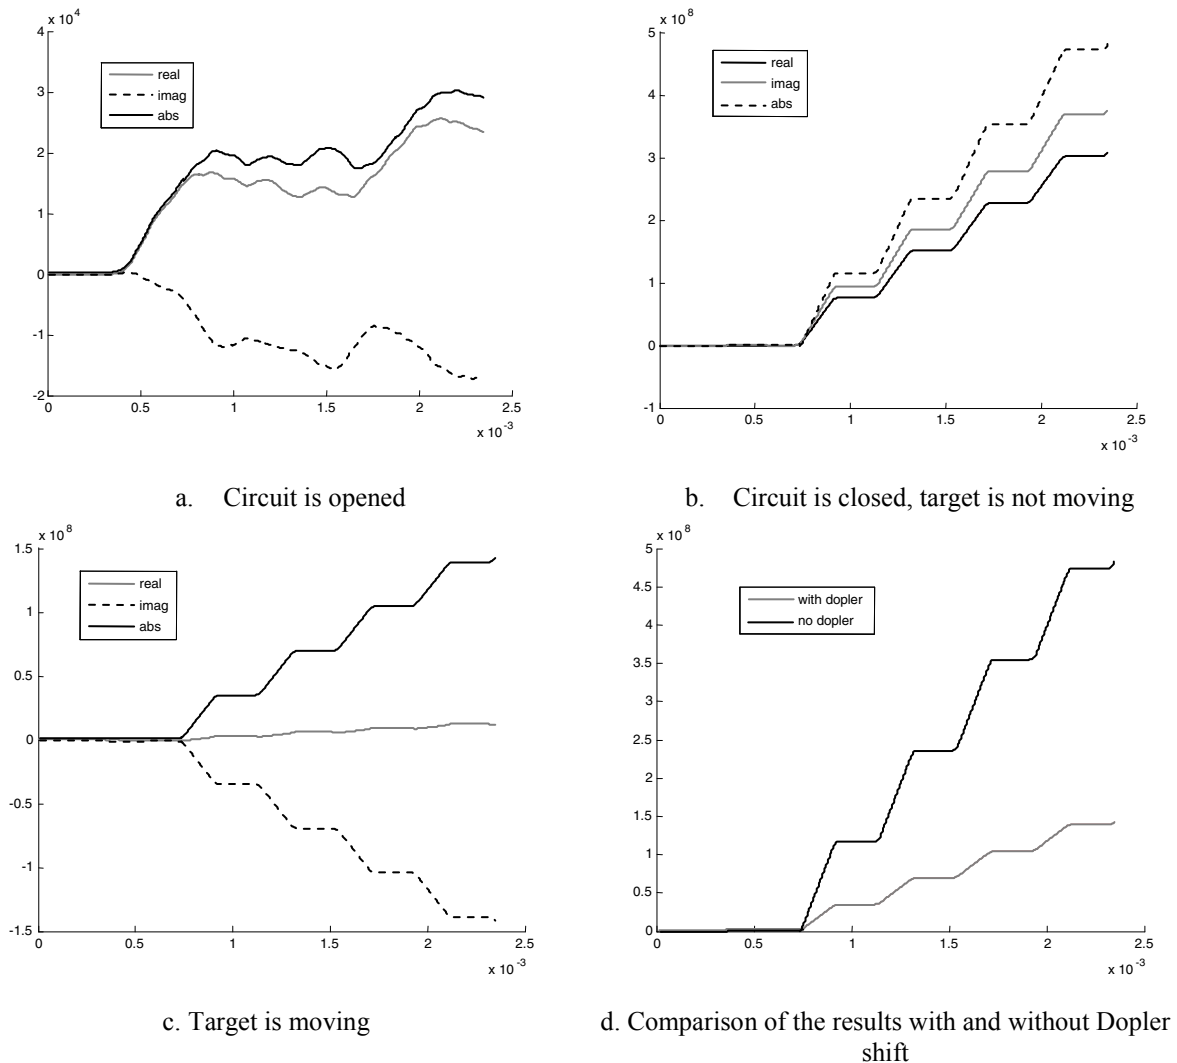 x 10 4
4
3
2
1
0
-1
-2
0
0.5
1
1.5
2
2.5
x 10 -3
real
imag
abs
a. Circuit is opened
x 10 8
5
4
3
2
1
0
-1
0
0.5
1
1.5
2
2.5
x 10 -3
real
imag
abs
b. Circuit is closed, target is not moving
x 10 8
1.5
1
0.5
0
-0.5
-1
-1.5
0
0.5
1
1.5
2
2.5
x 10 -3
real
imag
abs
c. Target is moving
x 10 8
5
4.5
4
3.5
3
2.5
2
1.5
1
0.5
0
0
0.5
1
1.5
2
2.5
x 10 -3
with dopler
no dopler
d. Comparison of the results with and without Dopler
shift